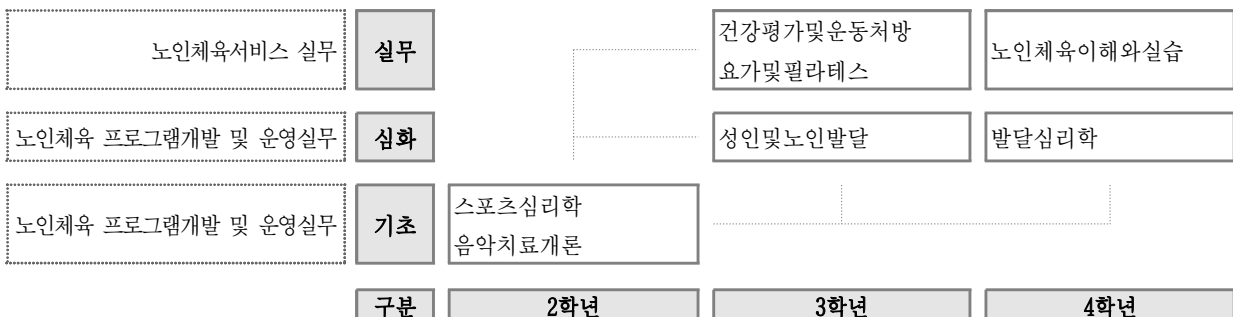 노인체육서비스 실무
실무
건강평가및운동처방
요가및필라테스
노인체육이해와실습
노인체육 프로그램개발 및 운영실무
심화
성인및노인발달
발달심리학
노인체육 프로그램개발 및 운영실무
기초
스포츠심리학
음악치료개론
구분
2학년
3학년
4학년